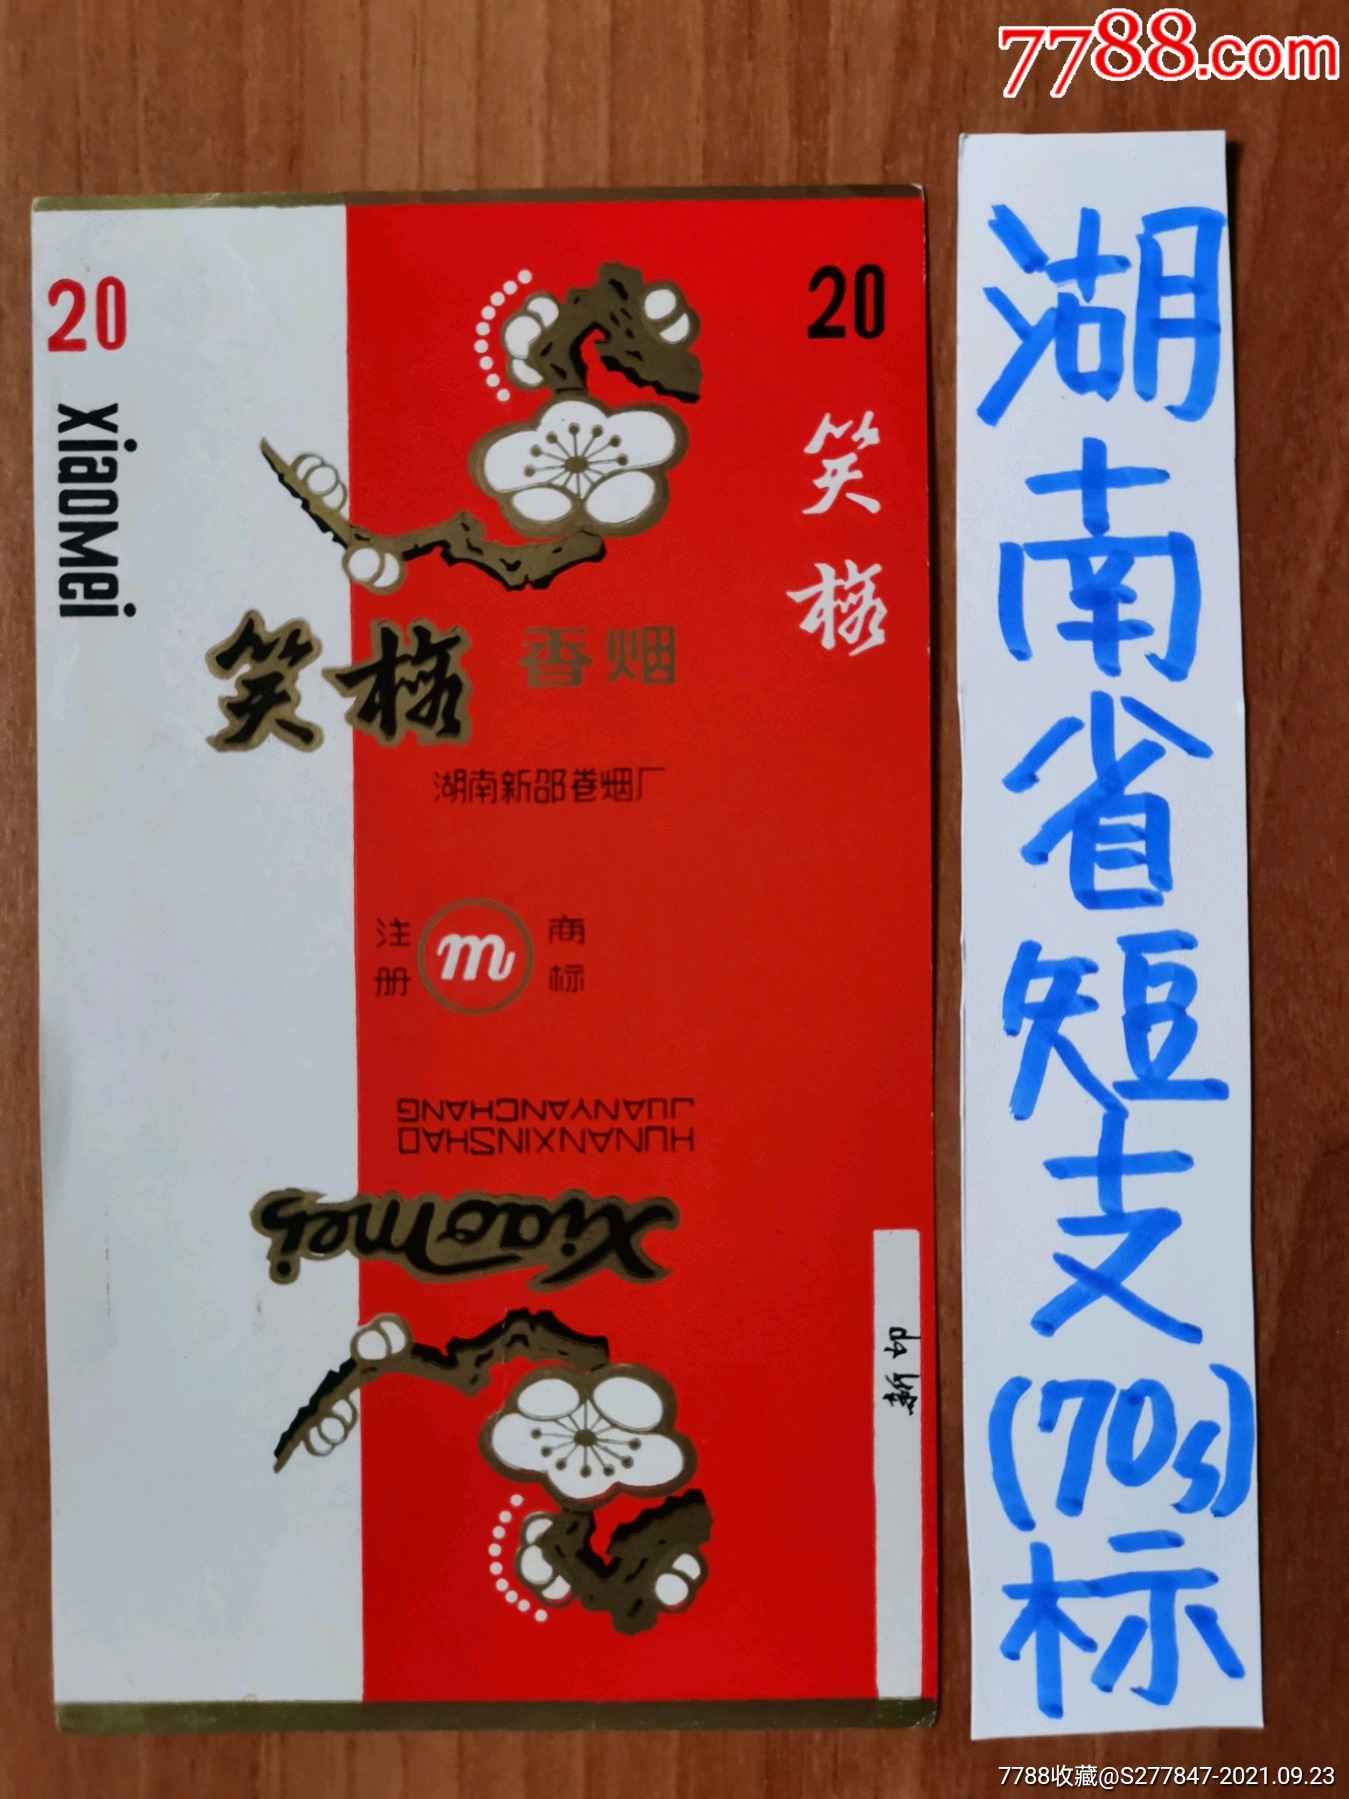 7788.com
20
XiaoMei
20
笑梅
笑梅 香烟
湖南新邵卷烟厂
注册 m 商标
HUNANXINSHAO
JUANYANCHANG
Xiaomei
湖南省短支(70s)标
7788收藏@S277847-2021.09.23